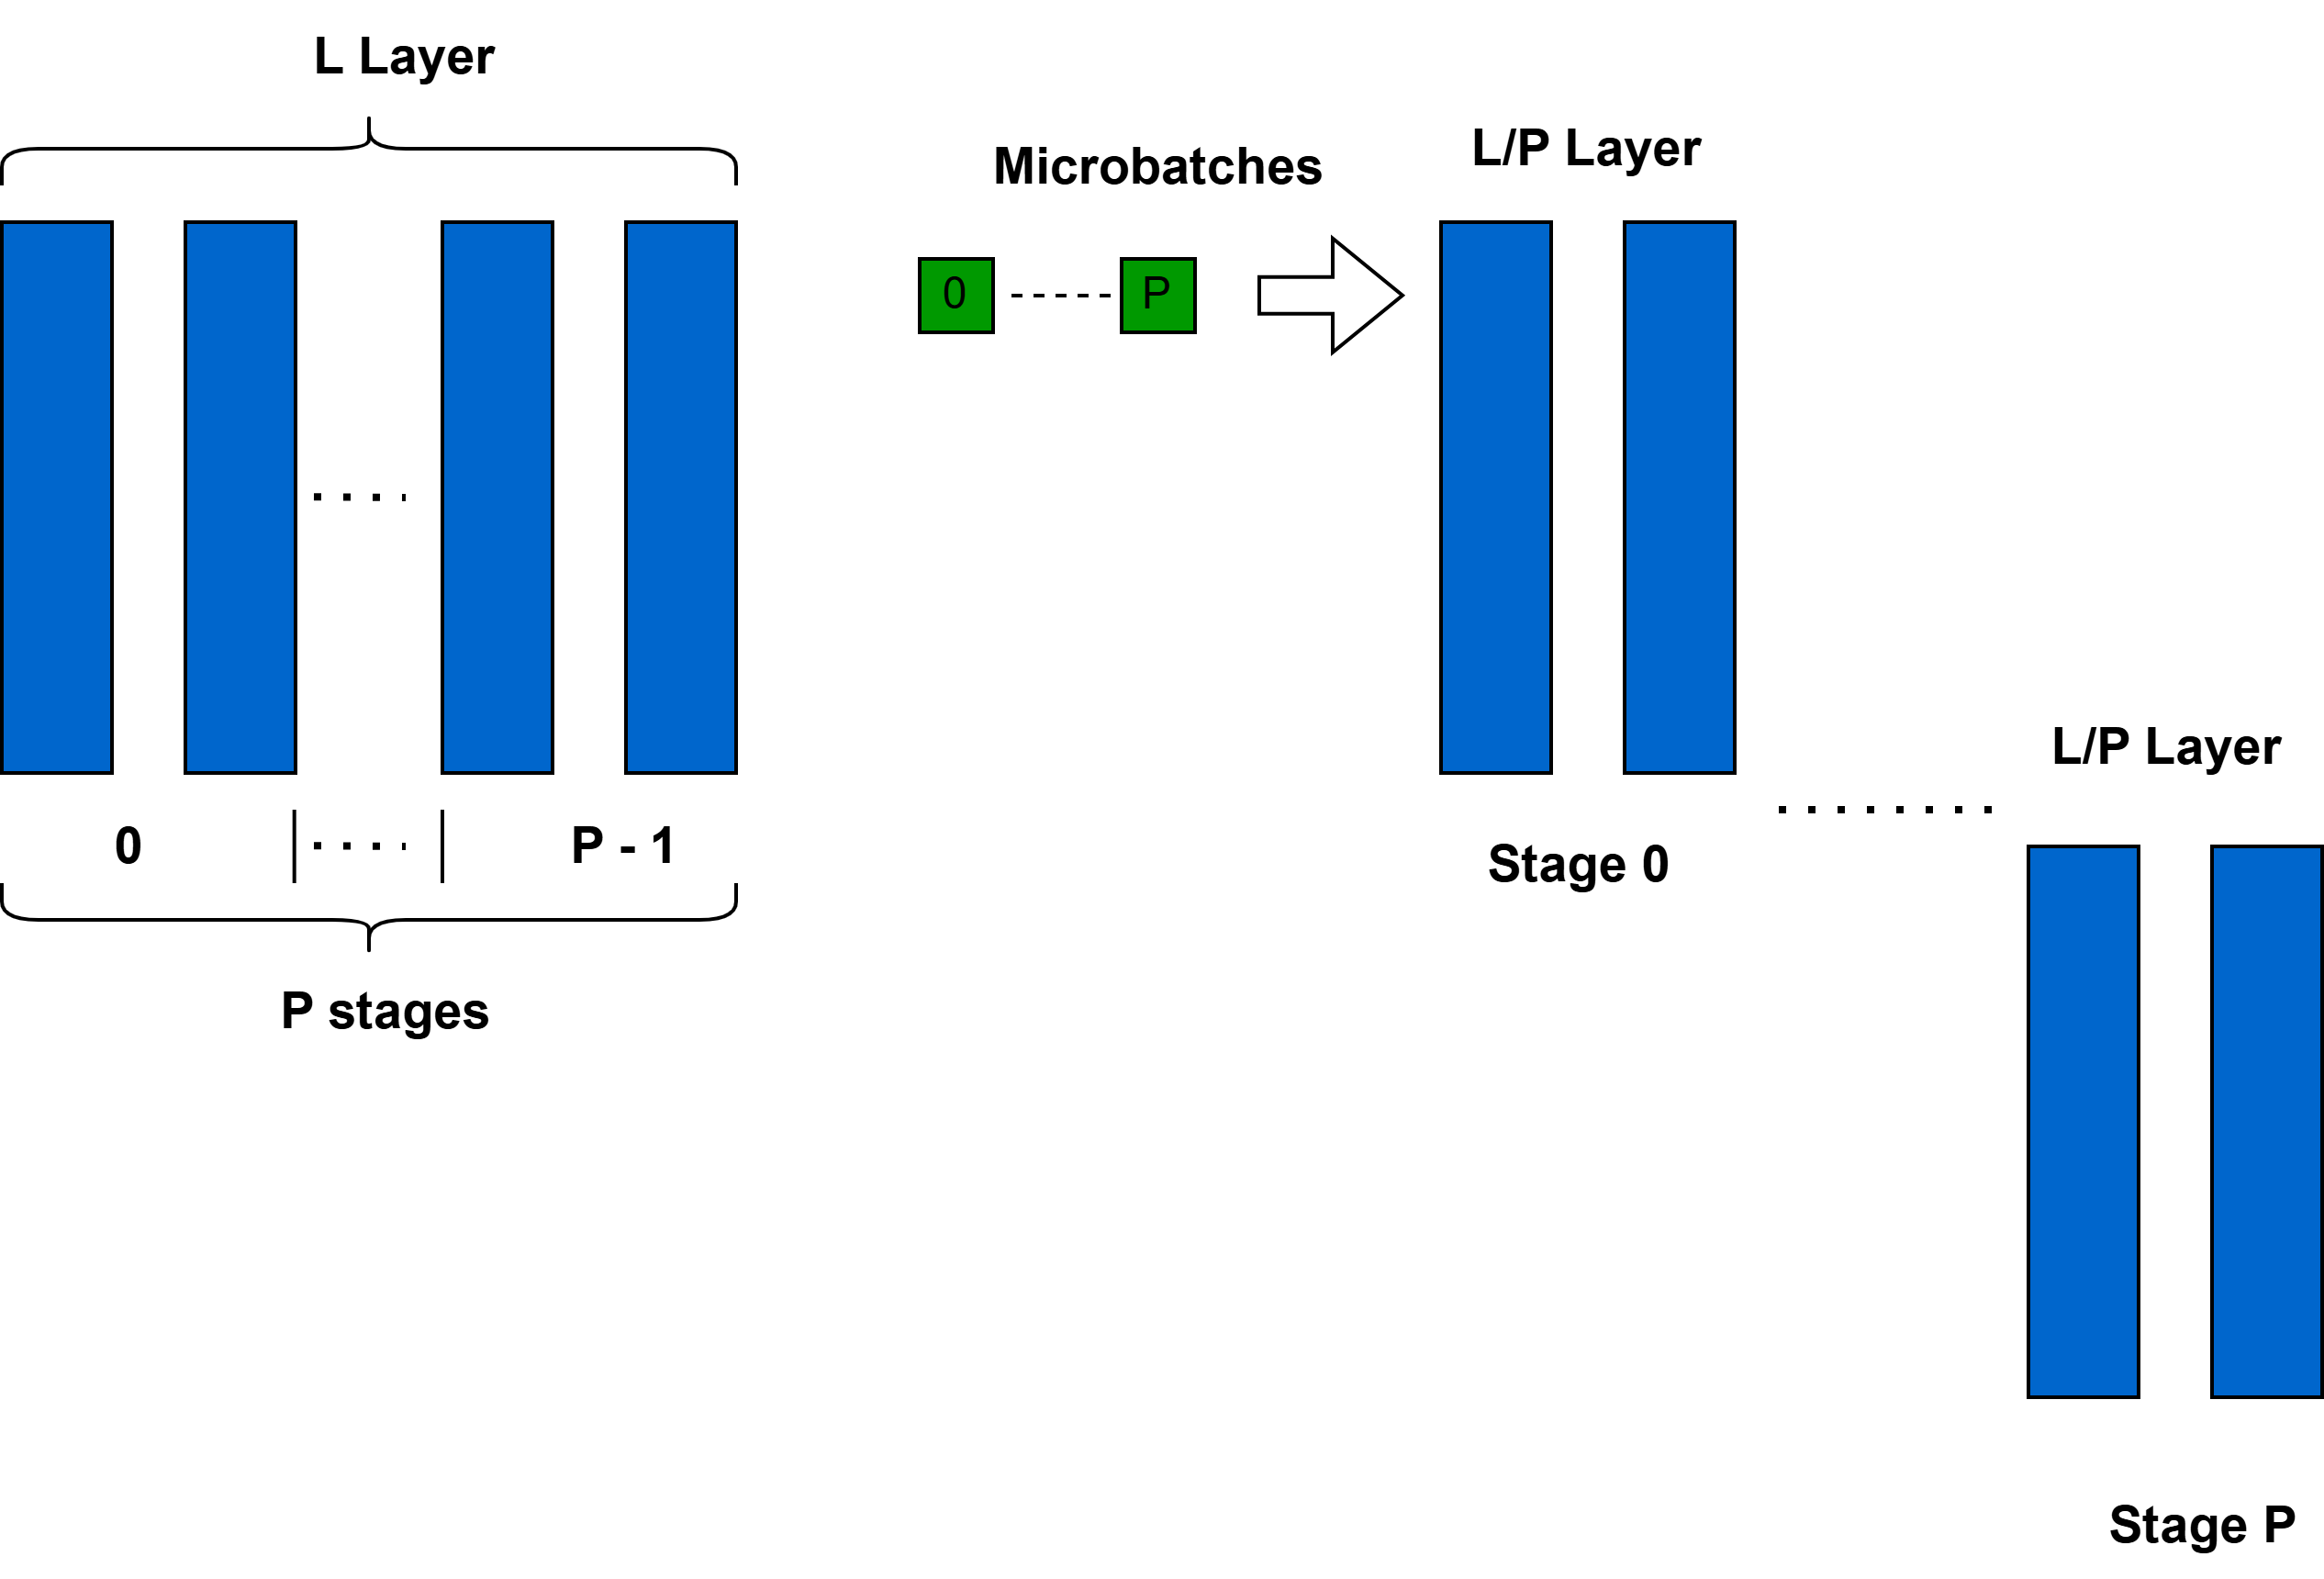 L Layer
0
P - 1
P stages
Microbatches
0
P
L/P Layer
Stage 0
L/P Layer
Stage P